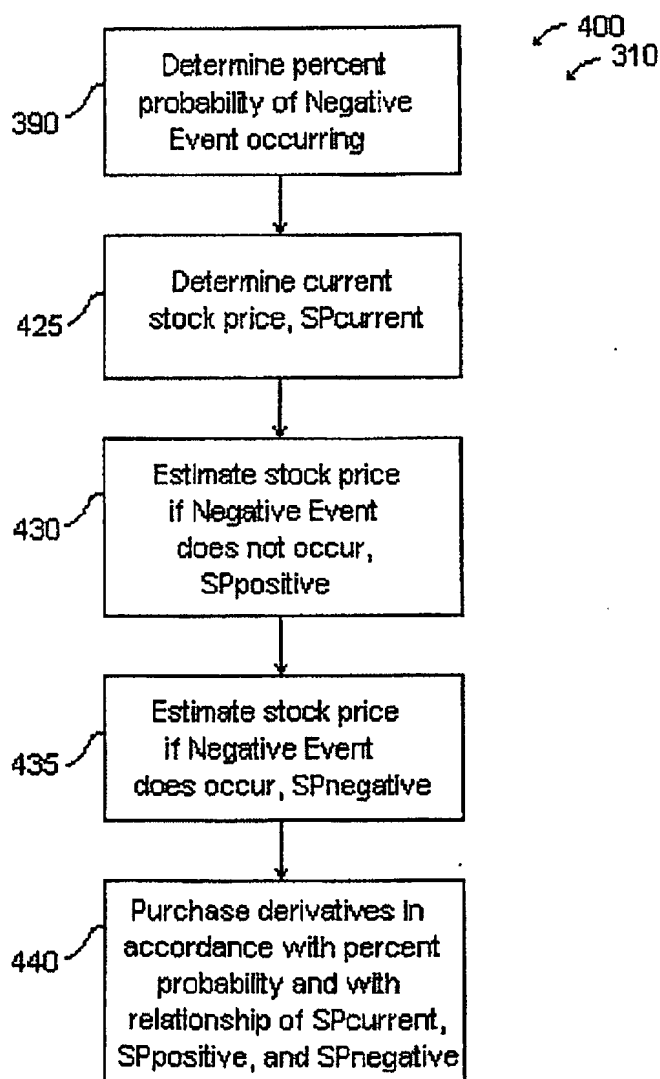 400
310
Determine percent
probability of Negative
Event occurring
390
Determine current
stock price, SPcurrent
425
Estimate stock price
if Negative Event
does not occur,
SPpositive
430
Estimate stock price
if Negative Event
does occur, SPnegative
435
Purchase derivatives in
accordance with percent
probability and with
relationship of SPcurrent,
SPpositive, and SPnegative
440